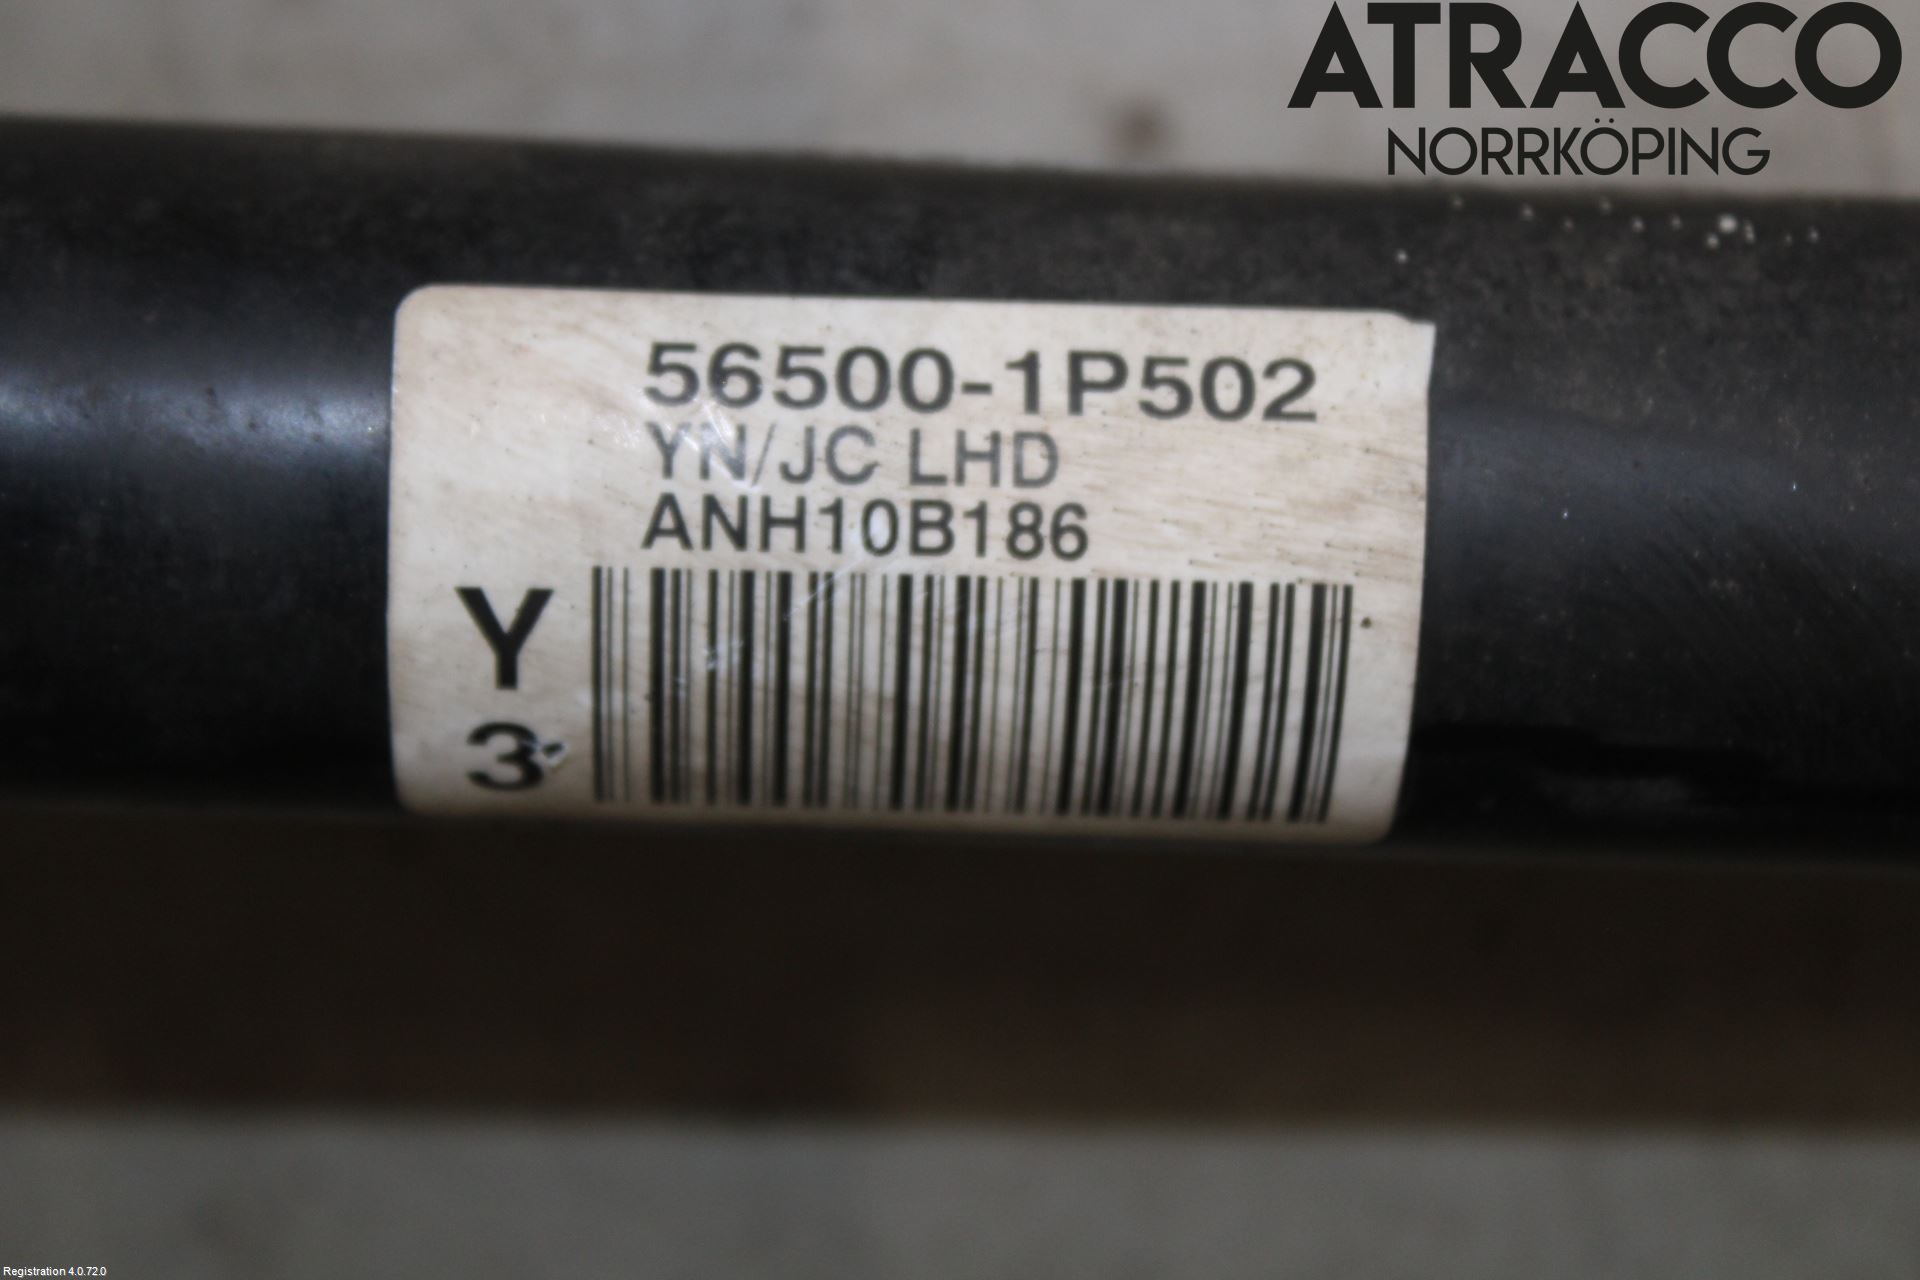 ATRACCO
NORRKÖPING
56500-1P502
YN/JC LHD
ANH10B186
Y
3
Registration 4.0.72.0